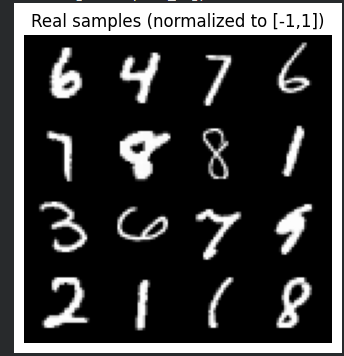 Real samples (normalized to [-1,1])
6 4 7 6
7 8 8 1
3 6 7 9
2 1 1 8